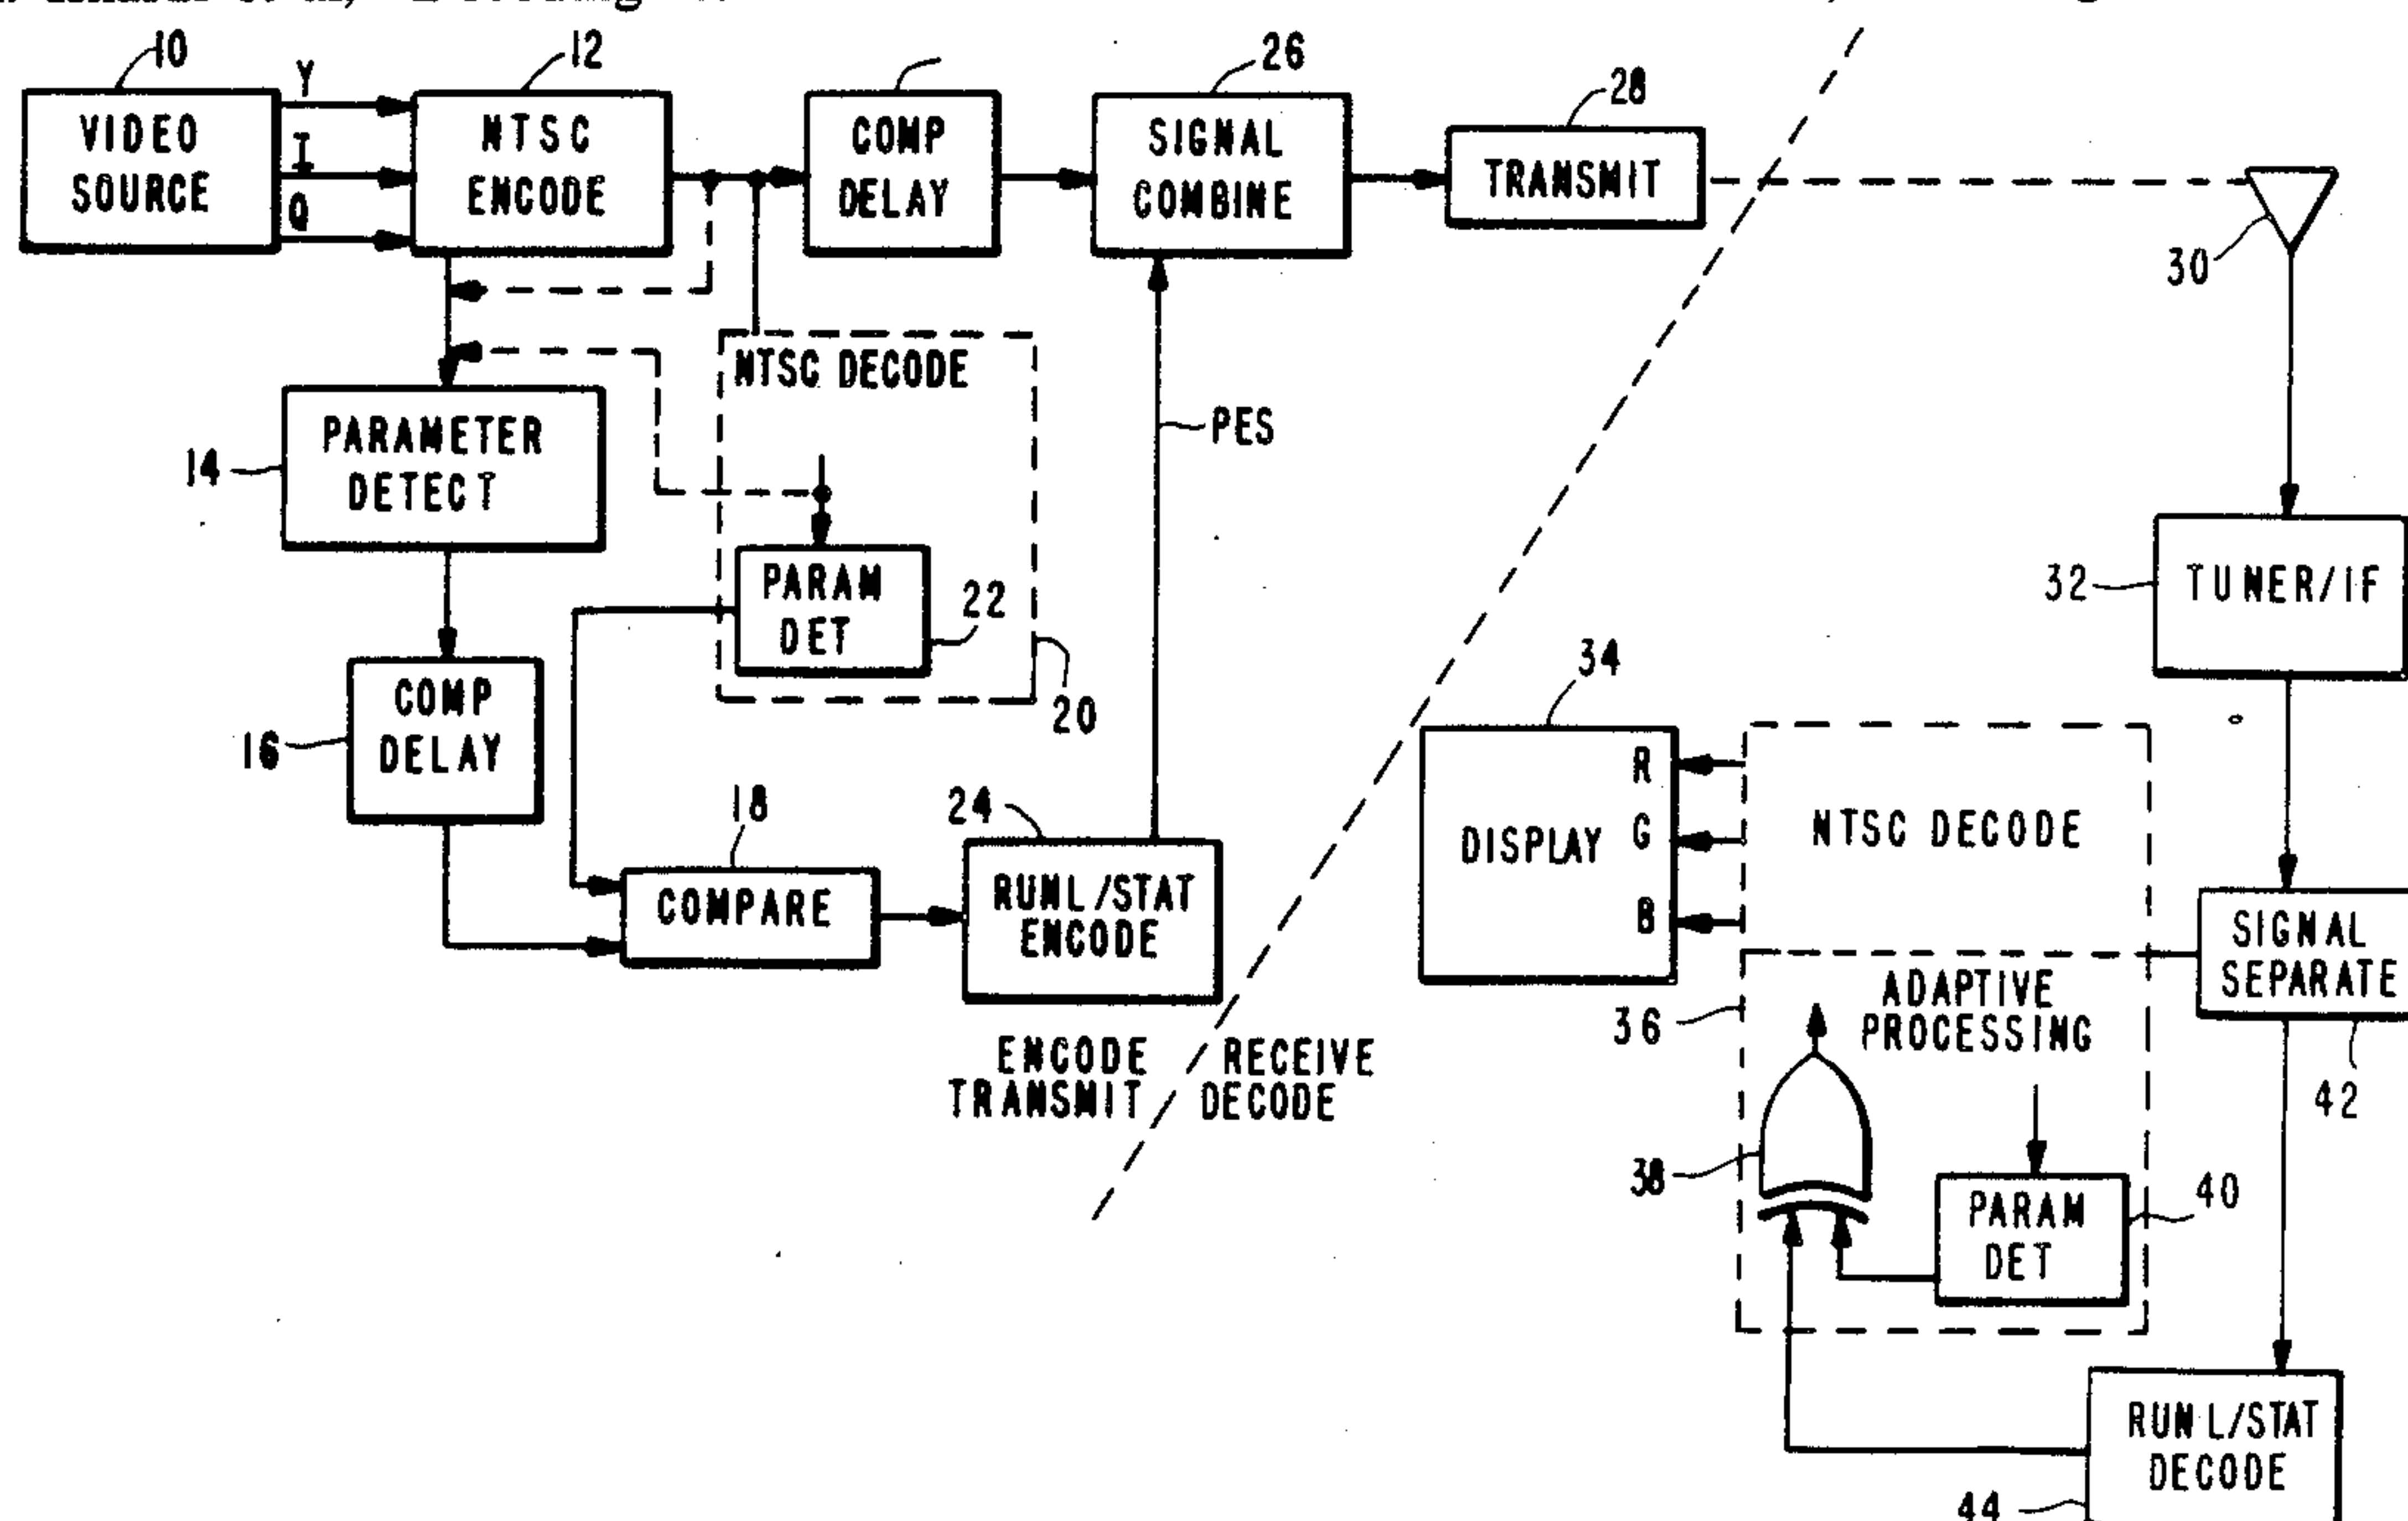 10
Y
12
26
28
VIDEO
SOURCE
I
Q
NTSC
ENCODE
COMP
DELAY
SIGNAL
COMBINE
TRANSMIT
30
NTSC DECODE
PARAMETER
DETECT
14
PES
PARAM
DET
22
20
32
TUNER/IF
COMP
DELAY
16
34
18
24
COMPARE
RUNL/STAT
ENCODE
DISPLAY
R
G
B
NTSC DECODE
SIGNAL
SEPARATE
36
ADAPTIVE
PROCESSING
42
ENCODE
TRANSMIT
RECEIVE
DECODE
38
PARAM
DET
40
RUN L/STAT
DECODE
44